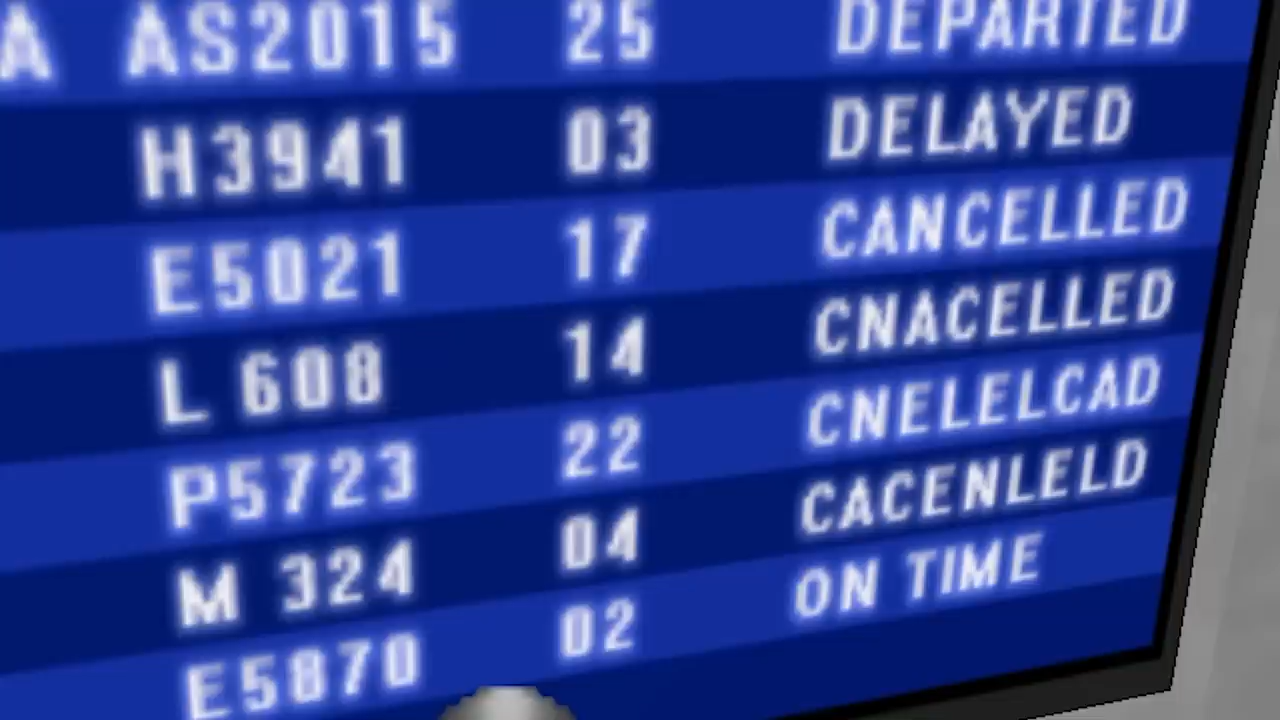 A AS2015 25 DEPARTED
H3941 03 DELAYED
E5021 17 CANCELLED
L 608 14 CNACELLED
P5723 22 CNELELCAD
M 324 04 CACENLELD
E5870 02 ON TIME